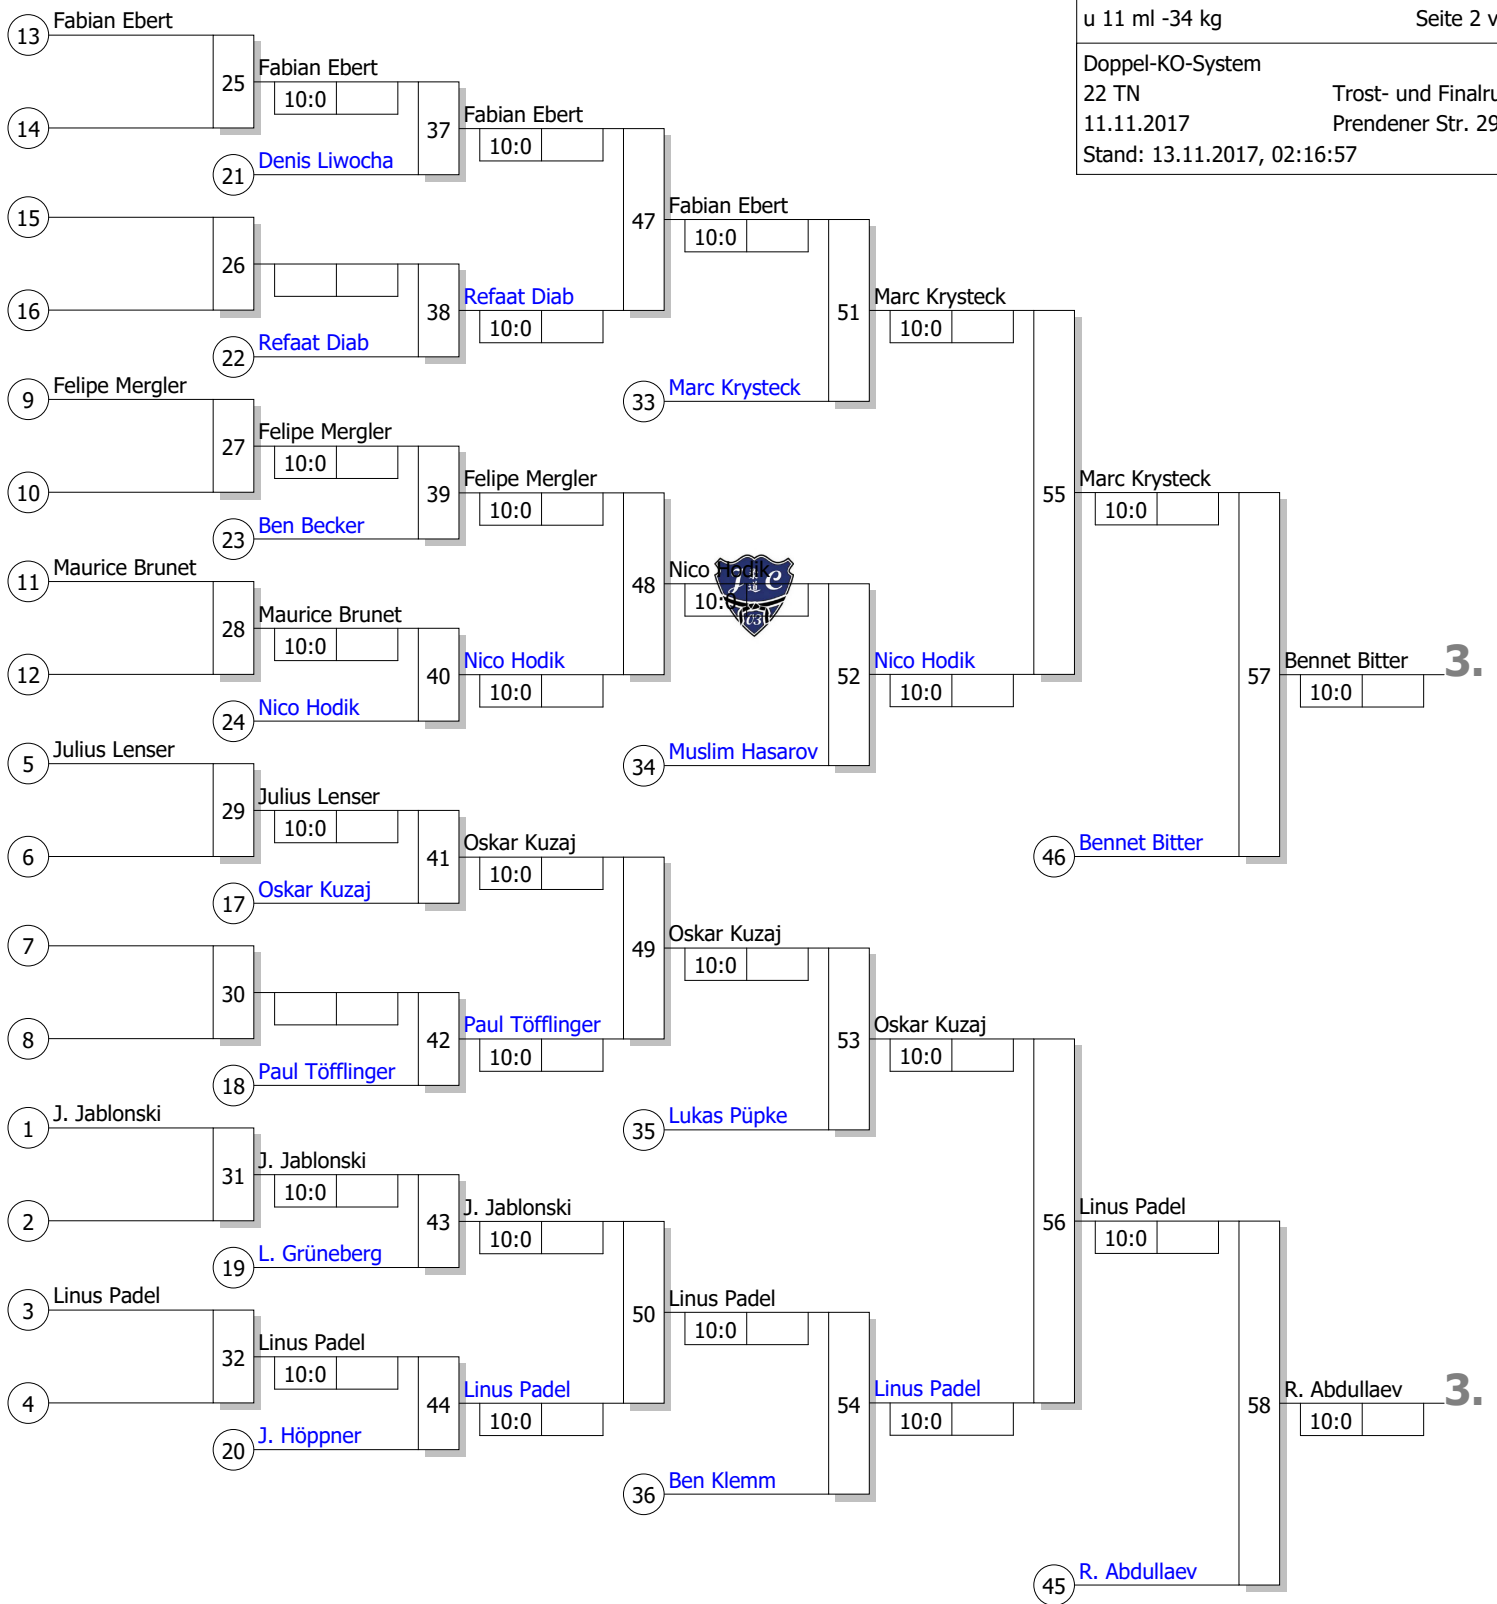 u 11 ml -34 kg Seite 2 v
Doppel-KO-System
22 TN Trost- und Finalru
11.11.2017 Prendener Str. 29
Stand: 13.11.2017, 02:16:57
13 Fabian Ebert
25 Fabian Ebert
10:0
14
37 Fabian Ebert
10:0
21 Denis Liwocha
15
47 Fabian Ebert
10:0
26
16
38 Refaat Diab
10:0
22 Refaat Diab
51 Marc Krysteck
10:0
33 Marc Krysteck
9 Felipe Mergler
27 Felipe Mergler
10:0
10
39 Felipe Mergler
10:0
23 Ben Becker
55 Marc Krysteck
10:0
11 Maurice Brunet
48 Nico Hodik
10:0
28 Maurice Brunet
10:0
12
40 Nico Hodik
10:0
24 Nico Hodik
52 Nico Hodik
10:0
34 Muslim Hasarov
57 Bennet Bitter 3.
10:0
46 Bennet Bitter
5 Julius Lenser
29 Julius Lenser
10:0
6
41 Oskar Kuzaj
10:0
17 Oskar Kuzaj
7
49 Oskar Kuzaj
10:0
30
8
42 Paul Töfflinger
10:0
18 Paul Töfflinger
53 Oskar Kuzaj
10:0
35 Lukas Püpke
1 J. Jablonski
31 J. Jablonski
10:0
2
43 J. Jablonski
10:0
19 L. Grüneberg
56 Linus Padel
10:0
3 Linus Padel
50 Linus Padel
10:0
32 Linus Padel
10:0
4
44 Linus Padel
10:0
20 J. Höppner
54 Linus Padel
10:0
36 Ben Klemm
58 R. Abdullaev 3.
10:0
45 R. Abdullaev